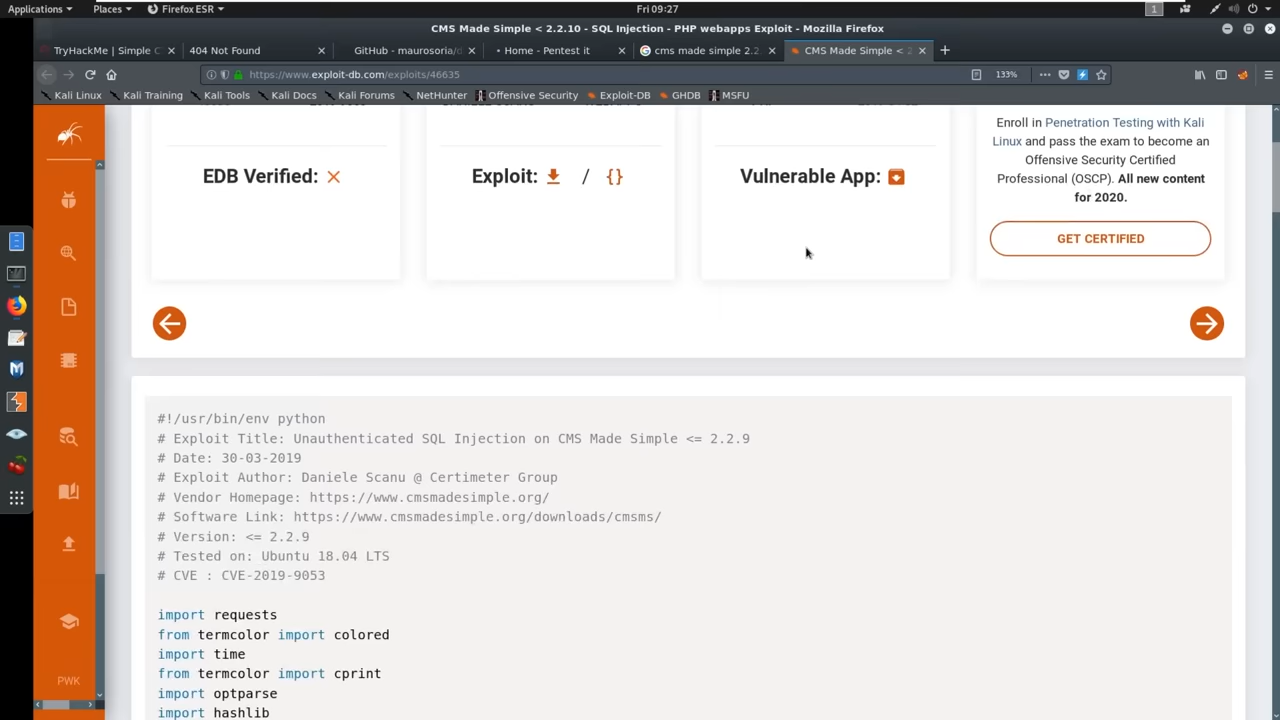 Applications Places Firefox ESR Fri 09:27 1
CMS Made Simple < 2.2.10 - SQL Injection - PHP webapps Exploit - Mozilla Firefox
TryHackMe | Simple C 404 Not Found GitHub - maurosoria/d Home - Pentest it cms made simple 2.2. CMS Made Simple < 2
https://www.exploit-db.com/exploits/46635 133%
Kali Linux Kali Training Kali Tools Kali Docs Kali Forums NetHunter Offensive Security Exploit-DB GHDB MSFU
Enroll in Penetration Testing with Kali
Linux and pass the exam to become an
Offensive Security Certified
Professional (OSCP). All new content
for 2020.
GET CERTIFIED
EDB Verified: Exploit: / {} Vulnerable App:
#!/usr/bin/env python
# Exploit Title: Unauthenticated SQL Injection on CMS Made Simple <= 2.2.9
# Date: 30-03-2019
# Exploit Author: Daniele Scanu @ Certimeter Group
# Vendor Homepage: https://www.cmsmadesimple.org/
# Software Link: https://www.cmsmadesimple.org/downloads/cmsms/
# Version: <= 2.2.9
# Tested on: Ubuntu 18.04 LTS
# CVE : CVE-2019-9053
import requests
from termcolor import colored
import time
from termcolor import cprint
import optparse
import hashlib
PWK